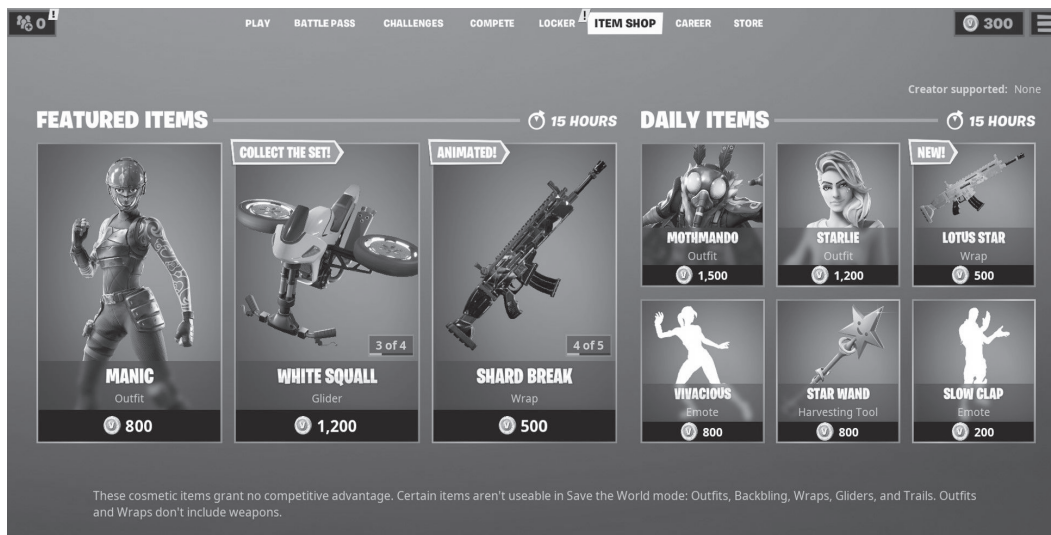 0
!
PLAY
BATTLE PASS
CHALLENGES
COMPETE
LOCKER
!
ITEM SHOP
CAREER
STORE
V 300
Creator supported: None
FEATURED ITEMS
15 HOURS
MANIC
Outfit
V 800
COLLECT THE SET!
3 of 4
WHITE SQUALL
Glider
V 1,200
ANIMATED!
4 of 5
SHARD BREAK
Wrap
V 500
DAILY ITEMS
15 HOURS
MOTHMANDO
Outfit
V 1,500
STARLIE
Outfit
V 1,200
NEW!
LOTUS STAR
Wrap
V 500
VIVACIOUS
Emote
V 800
STAR WAND
Harvesting Tool
V 800
SLOW CLAP
Emote
V 200
These cosmetic items grant no competitive advantage. Certain items aren't useable in Save the World mode: Outfits, Backbling, Wraps, Gliders, and Trails. Outfits
and Wraps don't include weapons.